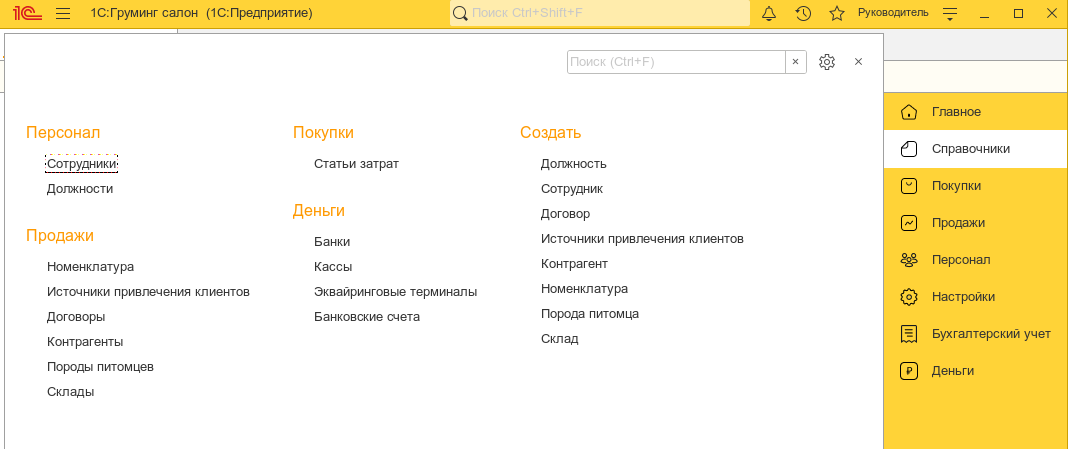 1С:Груминг салон (1С:Предприятие)
Поиск Ctrl+Shift+F
Руководитель
Поиск (Ctrl+F)
Персонал
Сотрудники
Должности
Продажи
Номенклатура
Источники привлечения клиентов
Договоры
Контрагенты
Породы питомцев
Склады
Покупки
Статьи затрат
Деньги
Банки
Кассы
Эквайринговые терминалы
Банковские счета
Создать
Должность
Сотрудник
Договор
Источники привлечения клиентов
Контрагент
Номенклатура
Порода питомца
Склад
Главное
Справочники
Покупки
Продажи
Персонал
Настройки
Бухгалтерский учет
Деньги